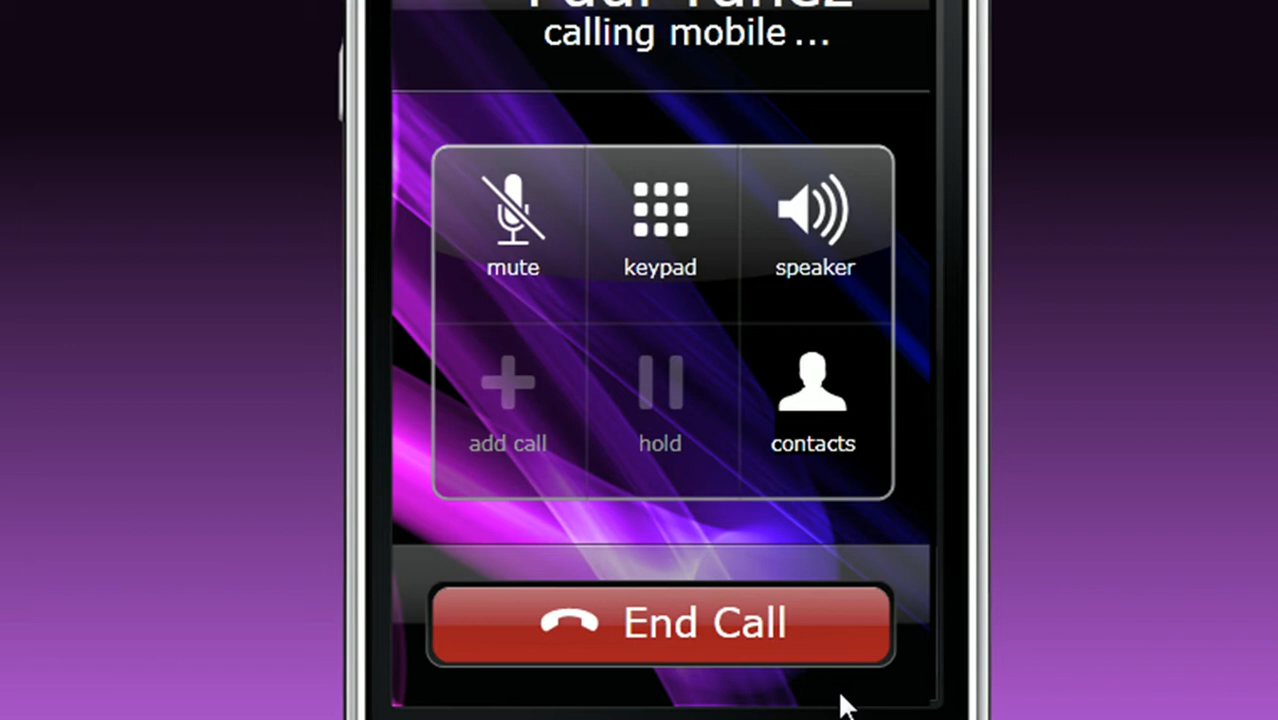 calling mobile ...
mute
keypad
speaker
add call
hold
contacts
End Call